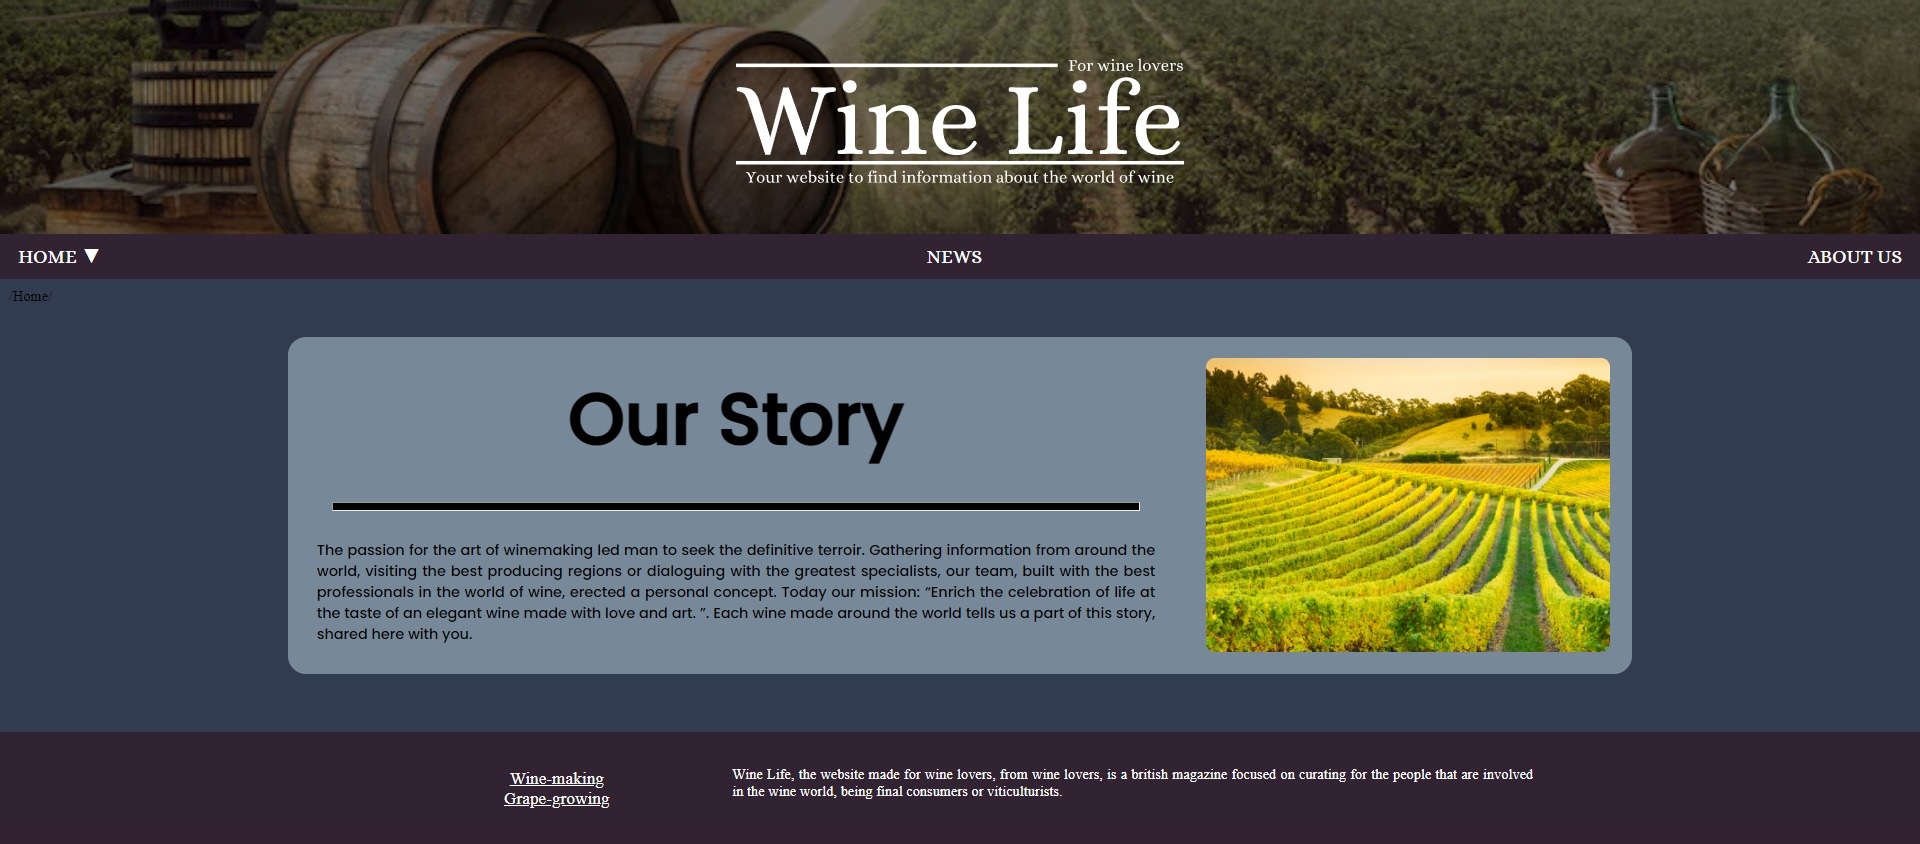 For wine lovers
Wine Life
Your website to find information about the world of wine
HOME ▼ NEWS ABOUT US
/Home/
Our Story
The passion for the art of winemaking led man to seek the definitive terroir. Gathering information from around the
world, visiting the best producing regions or dialoguing with the greatest specialists, our team, built with the best
professionals in the world of wine, erected a personal concept. Today our mission: “Enrich the celebration of life at
the taste of an elegant wine made with love and art. ”. Each wine made around the world tells us a part of this story,
shared here with you.
Wine-making
Grape-growing
Wine Life, the website made for wine lovers, from wine lovers, is a british magazine focused on curating for the people that are involved
in the wine world, being final consumers or viticulturists.